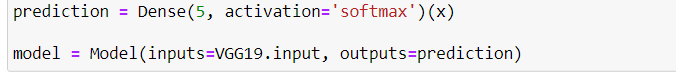 prediction = Dense(5, activation='softmax')(x)
model = Model(inputs=VGG19.input, outputs=prediction)